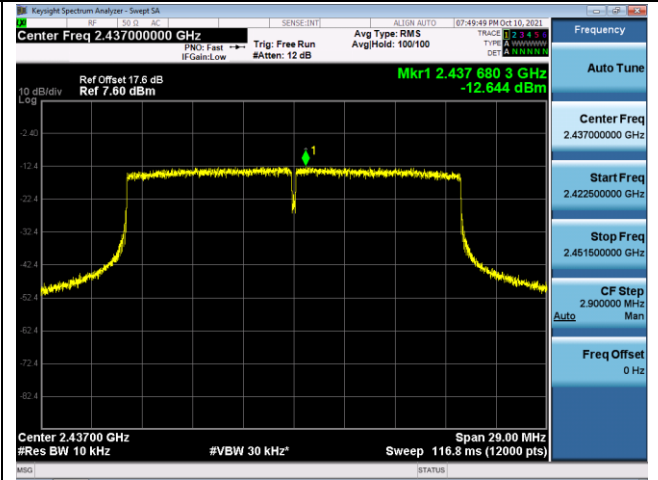 Keysight Spectrum Analyzer - Swept SA
RF 50 Ω AC SENSE:INT ALIGN AUTO 07:49:49 PM Oct 10, 2021
Center Freq 2.437000000 GHz
PNO: Fast
IFGain:Low
Trig: Free Run
#Atten: 12 dB
Avg Type: RMS
Avg|Hold: 100/100
TRACE 1 2 3 4 5 6
TYPE A WWWWW
DET A N N N N N
Ref Offset 17.6 dB
Ref 7.60 dBm
10 dB/div
Log
Mkr1 2.437 680 3 GHz
-12.644 dBm
1
-2.40
-12.4
-22.4
-32.4
-42.4
-52.4
-62.4
-72.4
-82.4
Center 2.43700 GHz
Span 29.00 MHz
#Res BW 10 kHz
#VBW 30 kHz*
Sweep 116.8 ms (12000 pts)
MSG
STATUS
Frequency
Auto Tune
Center Freq
2.437000000 GHz
Start Freq
2.422500000 GHz
Stop Freq
2.451500000 GHz
CF Step
2.900000 MHz
Auto Man
Freq Offset
0 Hz